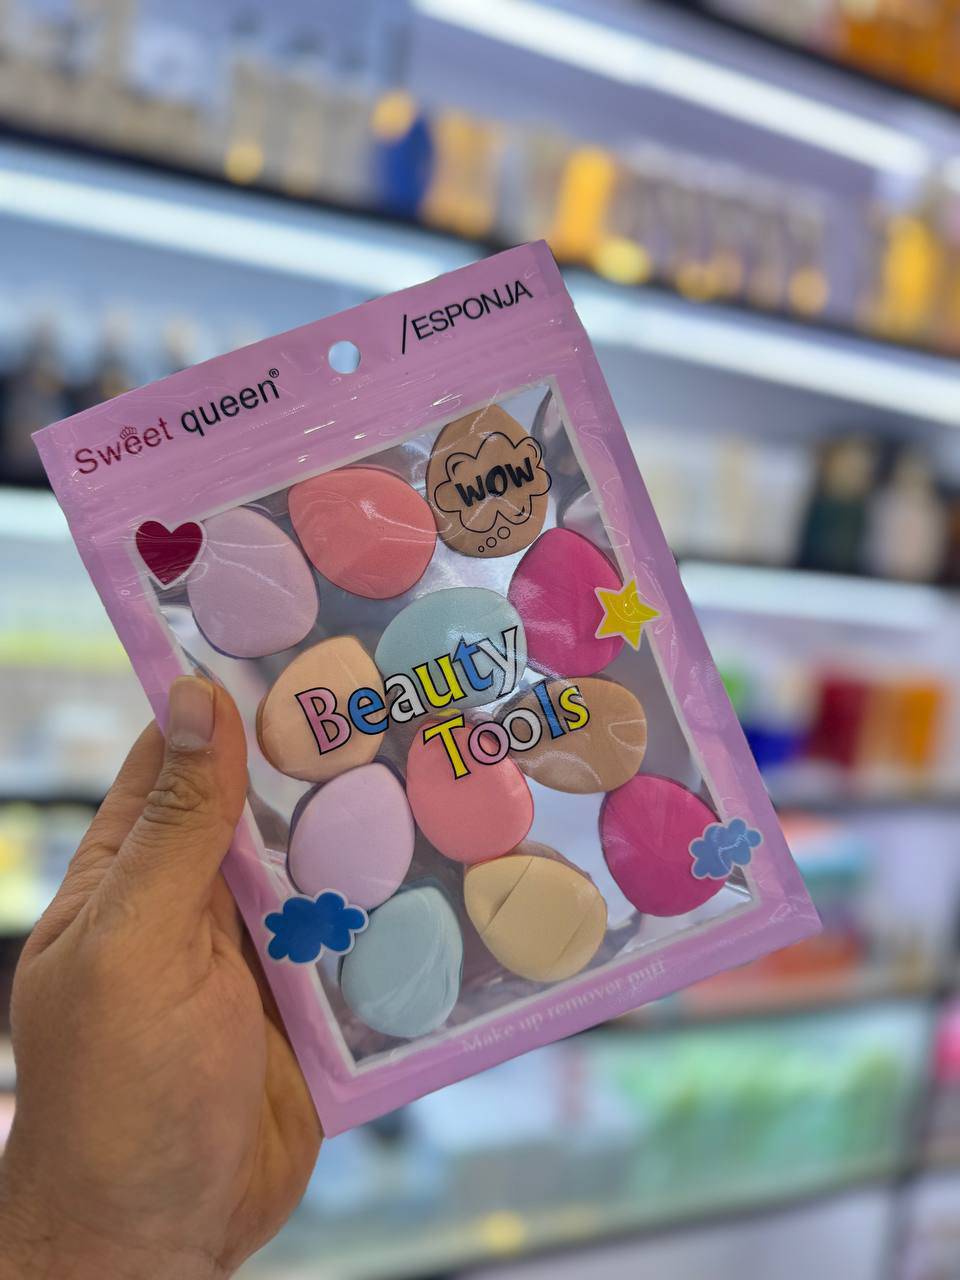 /ESPONJA
Sweet queen®
WOW
Beauty
Tools
Make up remover puff